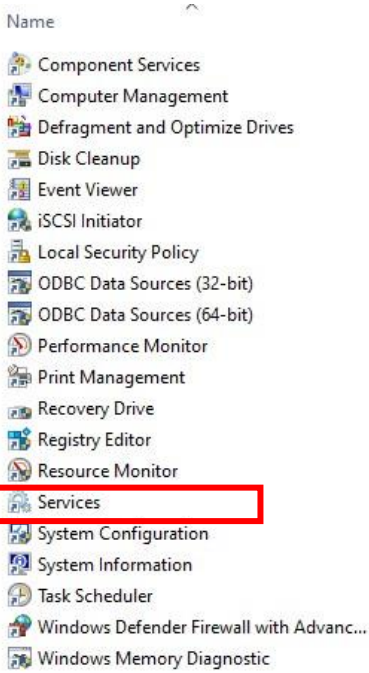 Name
Component Services
Computer Management
Defragment and Optimize Drives
Disk Cleanup
Event Viewer
iSCSI Initiator
Local Security Policy
ODBC Data Sources (32-bit)
ODBC Data Sources (64-bit)
Performance Monitor
Print Management
Recovery Drive
Registry Editor
Resource Monitor
Services
System Configuration
System Information
Task Scheduler
Windows Defender Firewall with Advanc...
Windows Memory Diagnostic